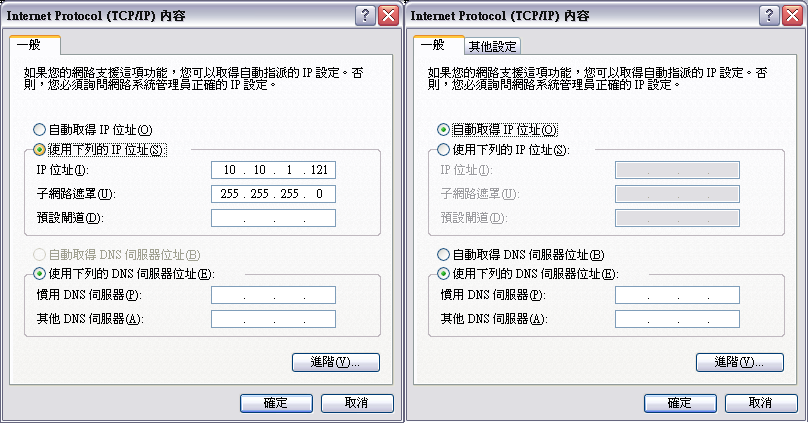 Internet Protocol (TCP/IP) 內容
一般
如果您的網路支援這項功能，您可以取得自動指派的 IP 設定。否
則，您必須詢問網路系統管理員正確的 IP 設定。
自動取得 IP 位址(O)
使用下列的 IP 位址(S)
IP 位址(I):
10 . 10 . 1 . 121
子網路遮罩(U):
255 . 255 . 255 . 0
預設閘道(D):
. . .
自動取得 DNS 伺服器位址(B)
使用下列的 DNS 伺服器位址(E):
慣用 DNS 伺服器(P):
. . .
其他 DNS 伺服器(A):
. . .
進階(V)...
確定
取消
Internet Protocol (TCP/IP) 內容
一般
其他設定
如果您的網路支援這項功能，您可以取得自動指派的 IP 設定。否
則，您必須詢問網路系統管理員正確的 IP 設定。
自動取得 IP 位址(O)
使用下列的 IP 位址(S):
IP 位址(I):
. . .
子網路遮罩(U):
. . .
預設閘道(D):
. . .
自動取得 DNS 伺服器位址(B)
使用下列的 DNS 伺服器位址(E):
慣用 DNS 伺服器(P):
. . .
其他 DNS 伺服器(A):
. . .
進階(V)...
確定
取消